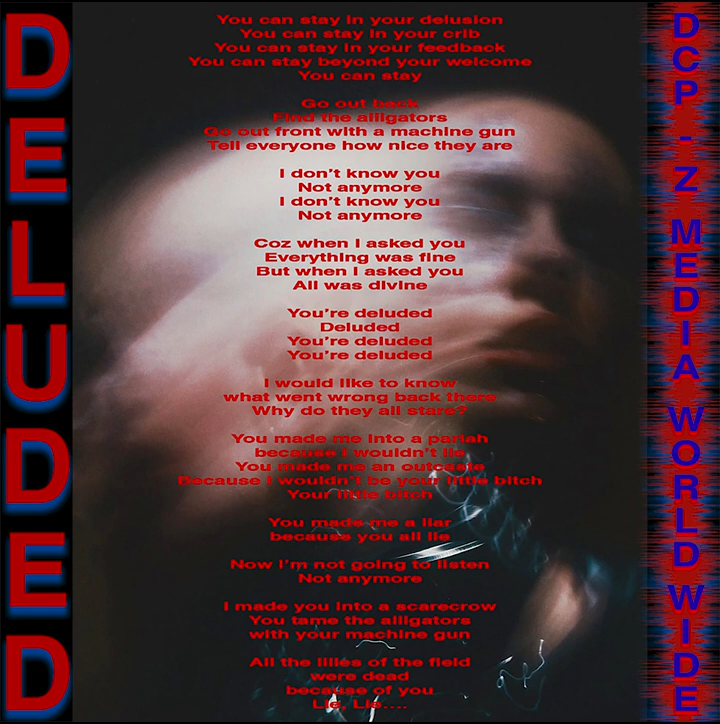 DELUDED
You can stay in your delusion
You can stay in your crib
You can stay in your feedback
You can stay beyond your welcome
You can stay
Go out back
Find the alligators
Go out front with a machine gun
Tell everyone how nice they are
I don't know you
Not anymore
I don't know you
Not anymore
Coz when I asked you
Everything was fine
But when I asked you
All was divine
You're deluded
Deluded
You're deluded
You're deluded
I would like to know
what went wrong back there
Why do they all stare?
You made me into a pariah
because I wouldn't lie
You made me an outcaste
Because I wouldn't be your little bitch
Your little bitch
You made me a liar
because you all lie
Now I'm not going to listen
Not anymore
I made you into a scarecrow
You tame the alligators
with your machine gun
All the lilies of the field
were dead
because of you
Lie, Lie....
DCP - Z MEDIA WORLD WIDE